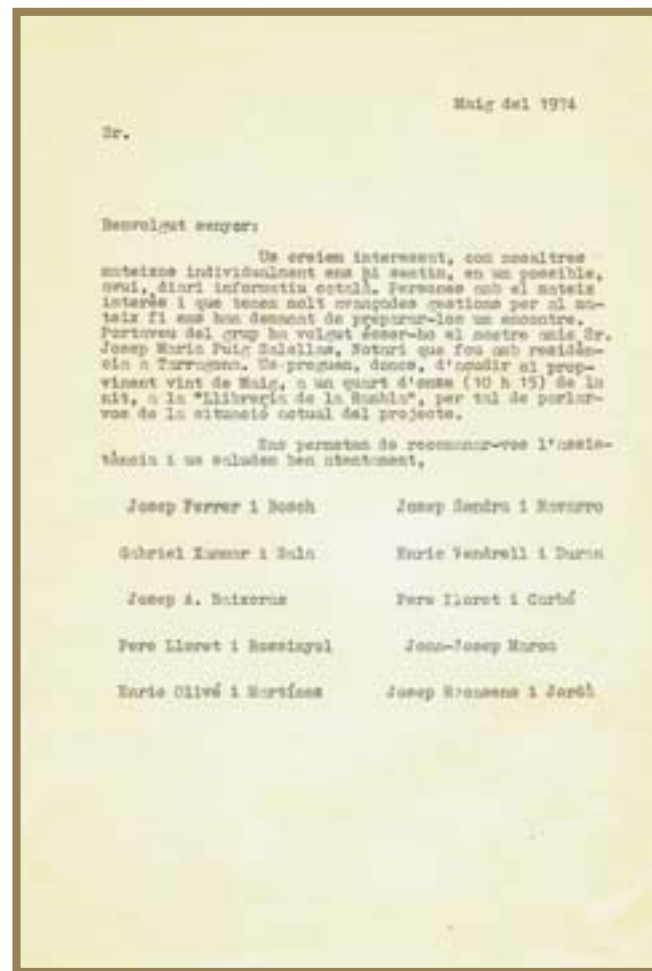 Maig del 1974
Sr.
Benvolgut senyor:
Us creiem interessat, com nosaltres
mateixos individualment ens hi sentim, en un possible,
avui, diari informatiu català. Persones amb el mateix
interès i que tenen molt avançades gestions per al ma-
teix fi ens han demanat de preparar-los un encontre.
Portaveu del grup ha volgut ésser-ho el nostre amic Sr.
Josep Maria Puig Salellas, Notari que fou amb residèn-
cia a Tarragona. Us preguem, doncs, d'acudir el prop-
vinent vint de Maig, a un quart d'onze (10 h 15) de la
nit, a la "Llibreria de la Rambla", per tal de parlar-
vos de la situació actual del projecte.
Ens permetem de recomanar-vos l'assis-
tència i us saludem ben atentament,
Josep Ferrer i Bosch
Josep Sendra i Navarro
Gabriel i Sala
Enric Vendrell i Duran
Josep A. Baixeras
Pere Lloret i Carbó
Pere Lloret i Rossinyol
Joan-Josep
Enric Olivé i Martínez
Josep i Jordà